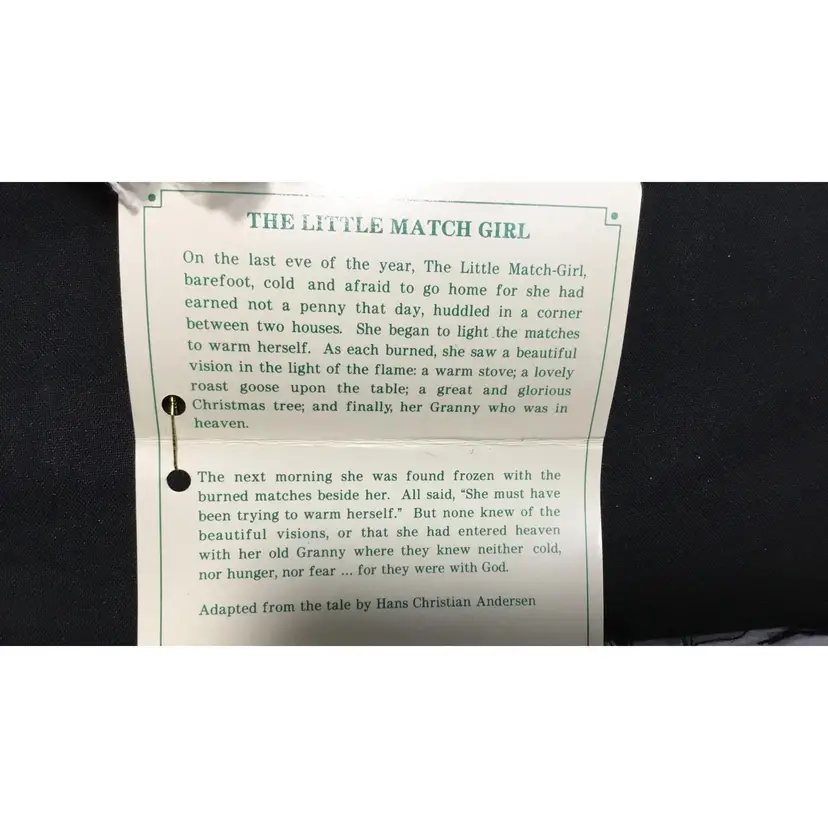 THE LITTLE MATCH GIRL
On the last eve of the year, The Little Match-Girl,
barefoot, cold and afraid to go home for she had
earned not a penny that day, huddled in a corner
between two houses. She began to light the matches
to warm herself. As each burned, she saw a beautiful
vision in the light of the flame: a warm stove; a lovely
roast goose upon the table; a great and glorious
Christmas tree; and finally, her Granny who was in
heaven.
The next morning she was found frozen with the
burned matches beside her. All said, “She must have
been trying to warm herself.” But none knew of the
beautiful visions, or that she had entered heaven
with her old Granny where they knew neither cold,
nor hunger, nor fear ... for they were with God.
Adapted from the tale by Hans Christian Andersen